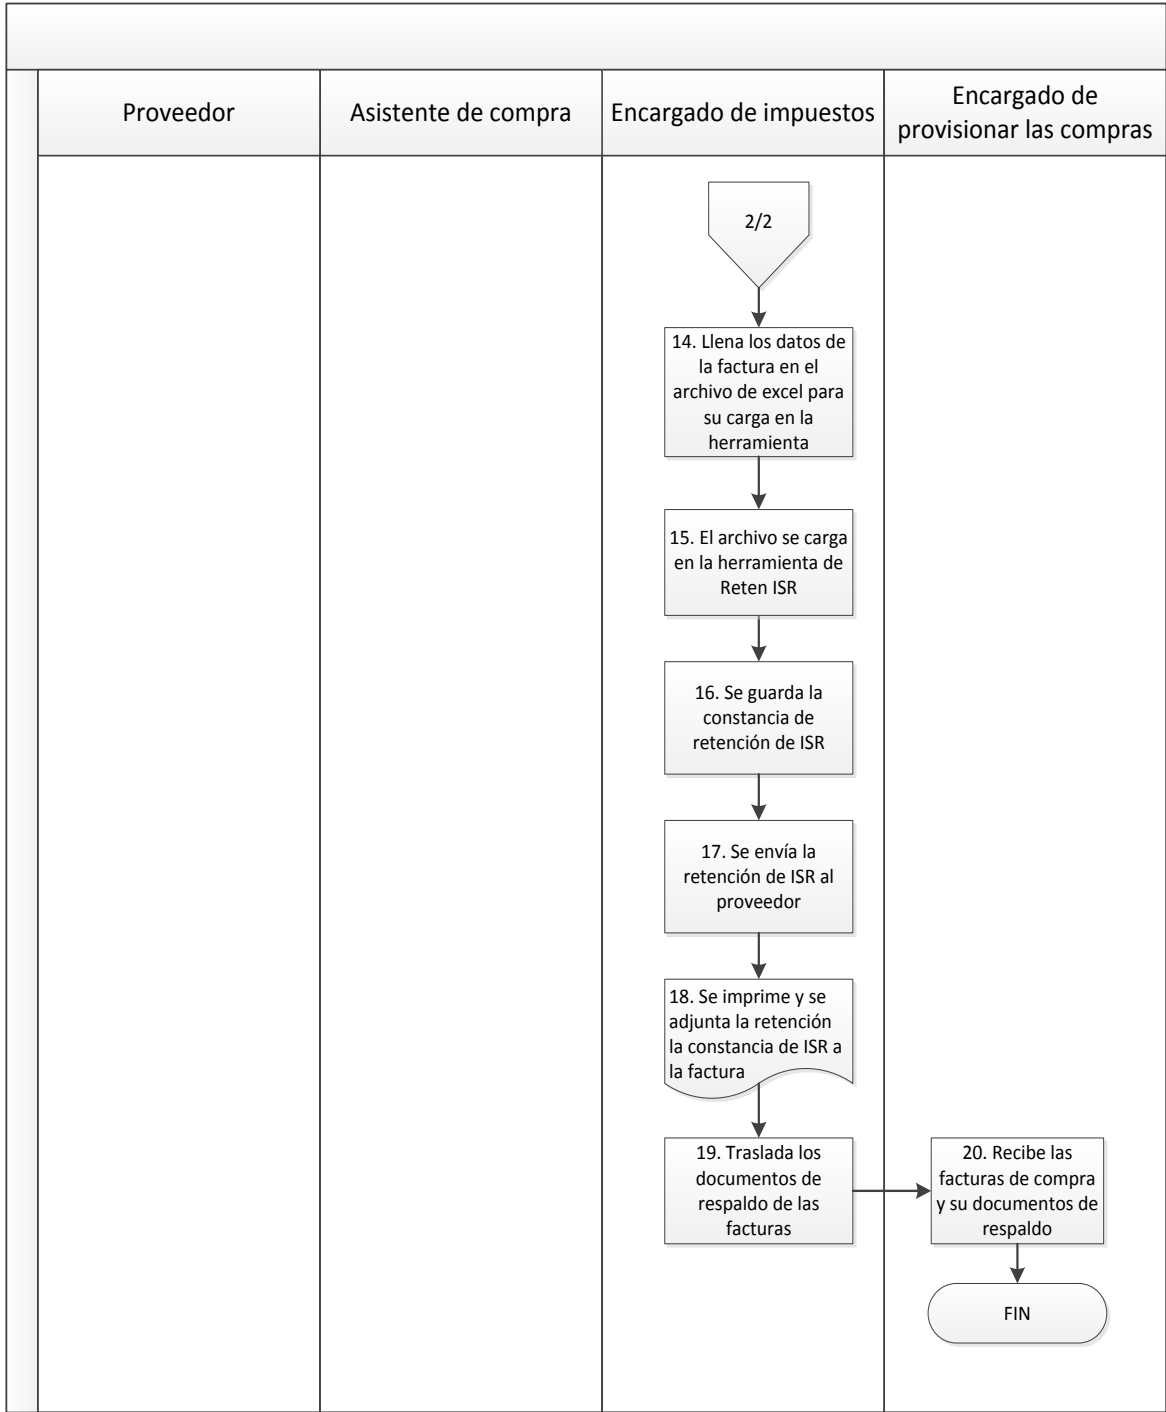 Proveedor
Asistente de compra
Encargado de impuestos
Encargado de
provisionar las compras
2/2
14. Llena los datos de
la factura en el
archivo de excel para
su carga en la
herramienta
15. El archivo se carga
en la herramienta de
Reten ISR
16. Se guarda la
constancia de
retención de ISR
17. Se envía la
retención de ISR al
proveedor
18. Se imprime y se
adjunta la retención
la constancia de ISR a
la factura
19. Traslada los
documentos de
respaldo de las
facturas
20. Recibe las
facturas de compra
y su documentos de
respaldo
FIN